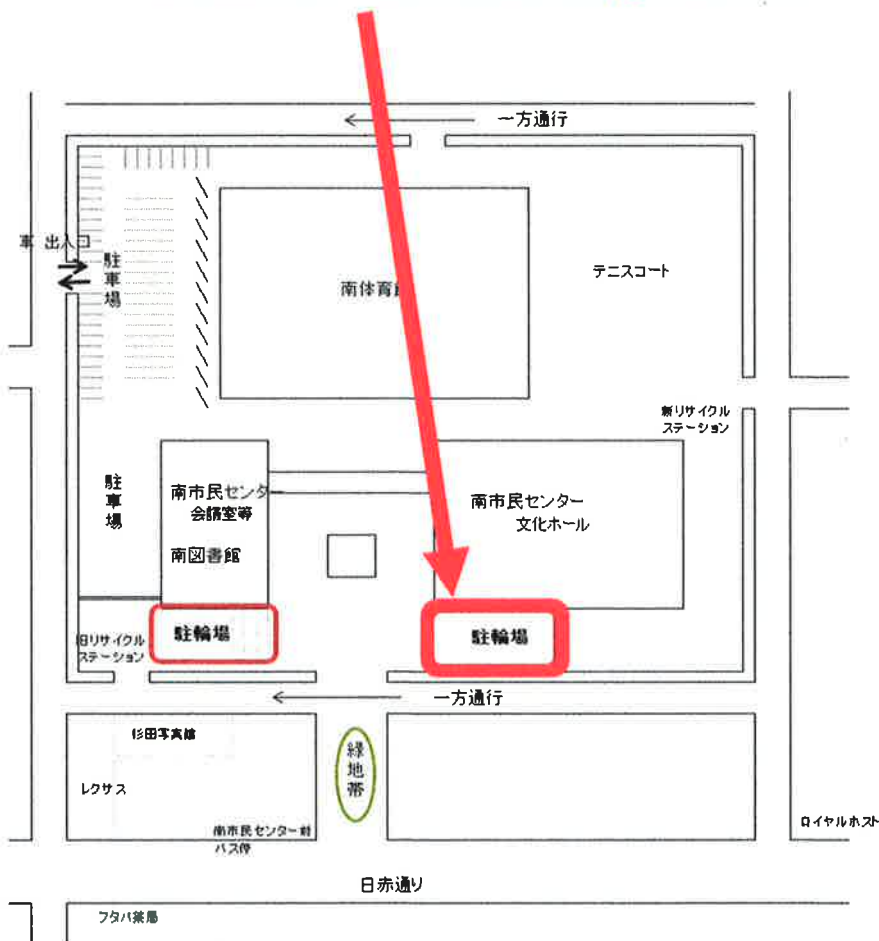 一方通行
車 出入口
駐車場
南体育館
テニスコート
新リサイクル
ステーション
駐車場
南市民センター
会議室等
南図書館
南市民センター
文化ホール
旧リサイクル
ステーション
駐輪場
駐輪場
一方通行
杉田写真館
緑地帯
レクサス
南市民センター前
バス停
ロイヤルホスト
日赤通り
フタバ薬局